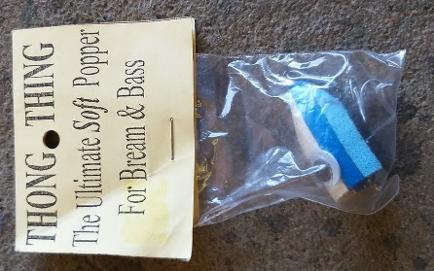 THONG THING
The Ultimate Soft Popper
For Bream & Bass